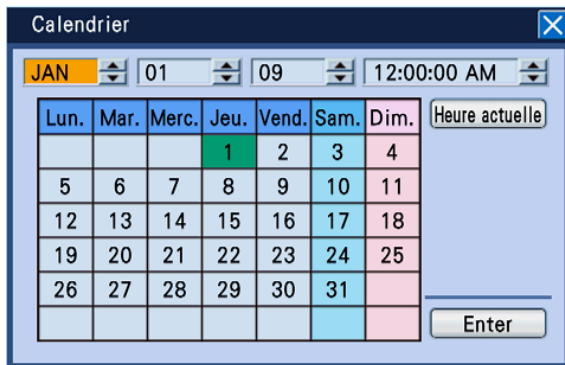 Calendrier
JAN 01 09 12:00:00 AM
Lun. Mar. Merc. Jeu. Vend. Sam. Dim. Heure actuelle
1 2 3 4
5 6 7 8 9 10 11
12 13 14 15 16 17 18
19 20 21 22 23 24 25
26 27 28 29 30 31
Enter